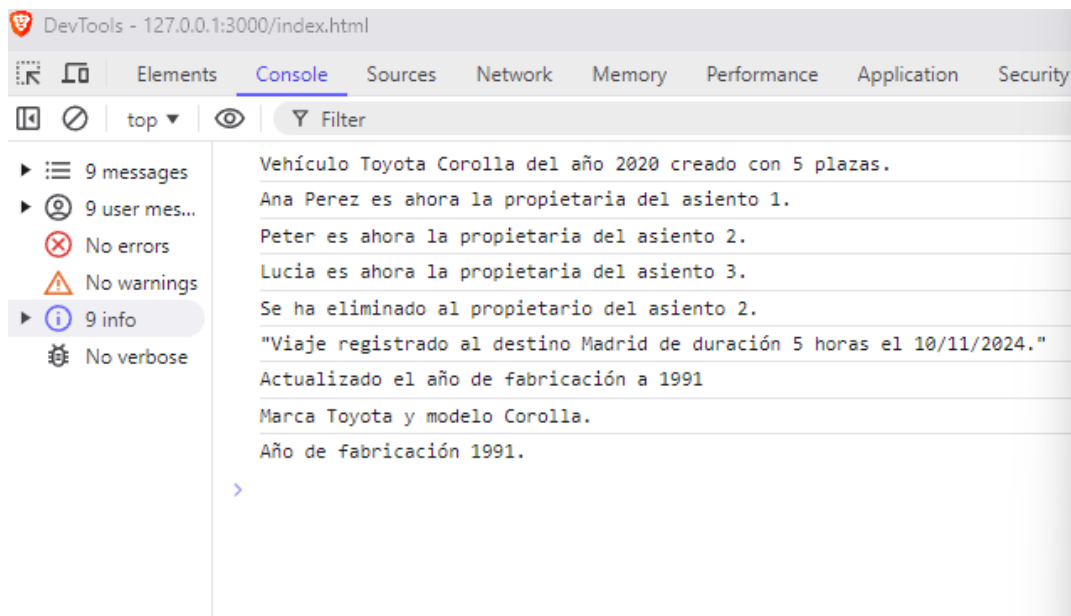 DevTools - 127.0.0.1:3000/index.html
Elements Console Sources Network Memory Performance Application Security
top ▼ Filter
9 messages
9 user mes...
No errors
No warnings
9 info
No verbose
Vehículo Toyota Corolla del año 2020 creado con 5 plazas.
Ana Perez es ahora la propietaria del asiento 1.
Peter es ahora la propietaria del asiento 2.
Lucia es ahora la propietaria del asiento 3.
Se ha eliminado al propietario del asiento 2.
"Viaje registrado al destino Madrid de duración 5 horas el 10/11/2024."
Actualizado el año de fabricación a 1991
Marca Toyota y modelo Corolla.
Año de fabricación 1991.